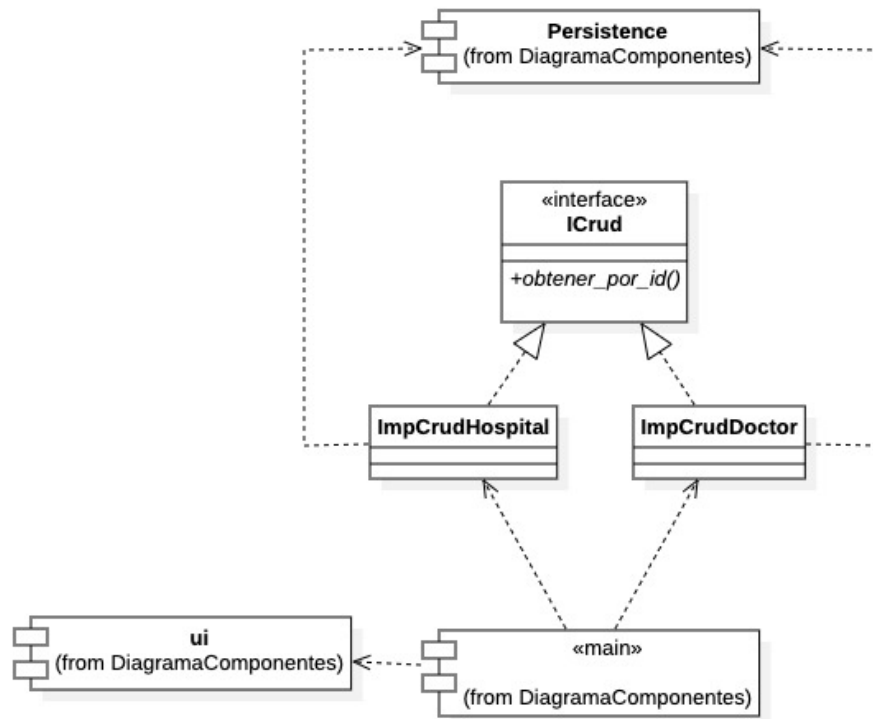 Persistence
(from DiagramaComponentes)
«interface»
ICrud
+obtener_por_id()
ImpCrudHospital
ImpCrudDoctor
ui
(from DiagramaComponentes)
«main»
(from DiagramaComponentes)